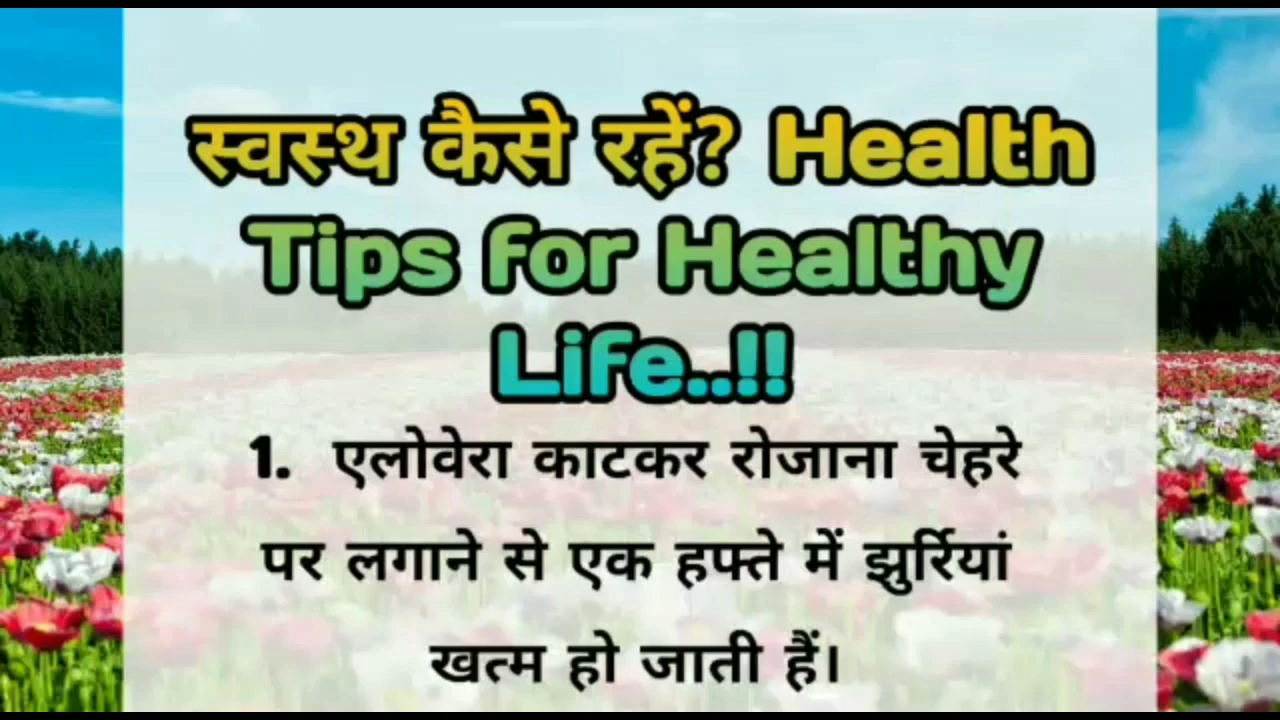 स्वस्थ कैसे रहें? Health
Tips for Healthy
Life..!!
1. एलोवेरा काटकर रोजाना चेहरे
पर लगाने से एक हफ्ते में झुर्रियां
खत्म हो जाती हैं।